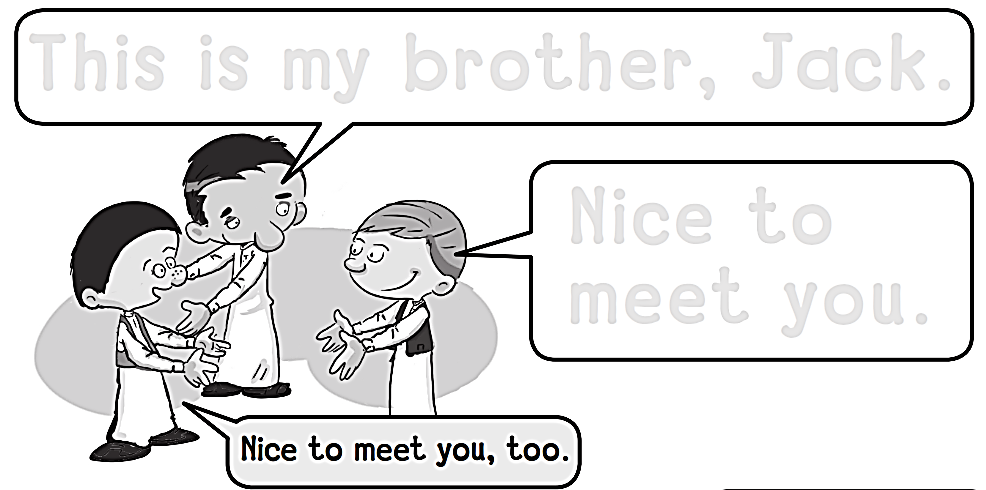 This is my brother, Jack.
Nice to
meet you.
Nice to meet you, too.